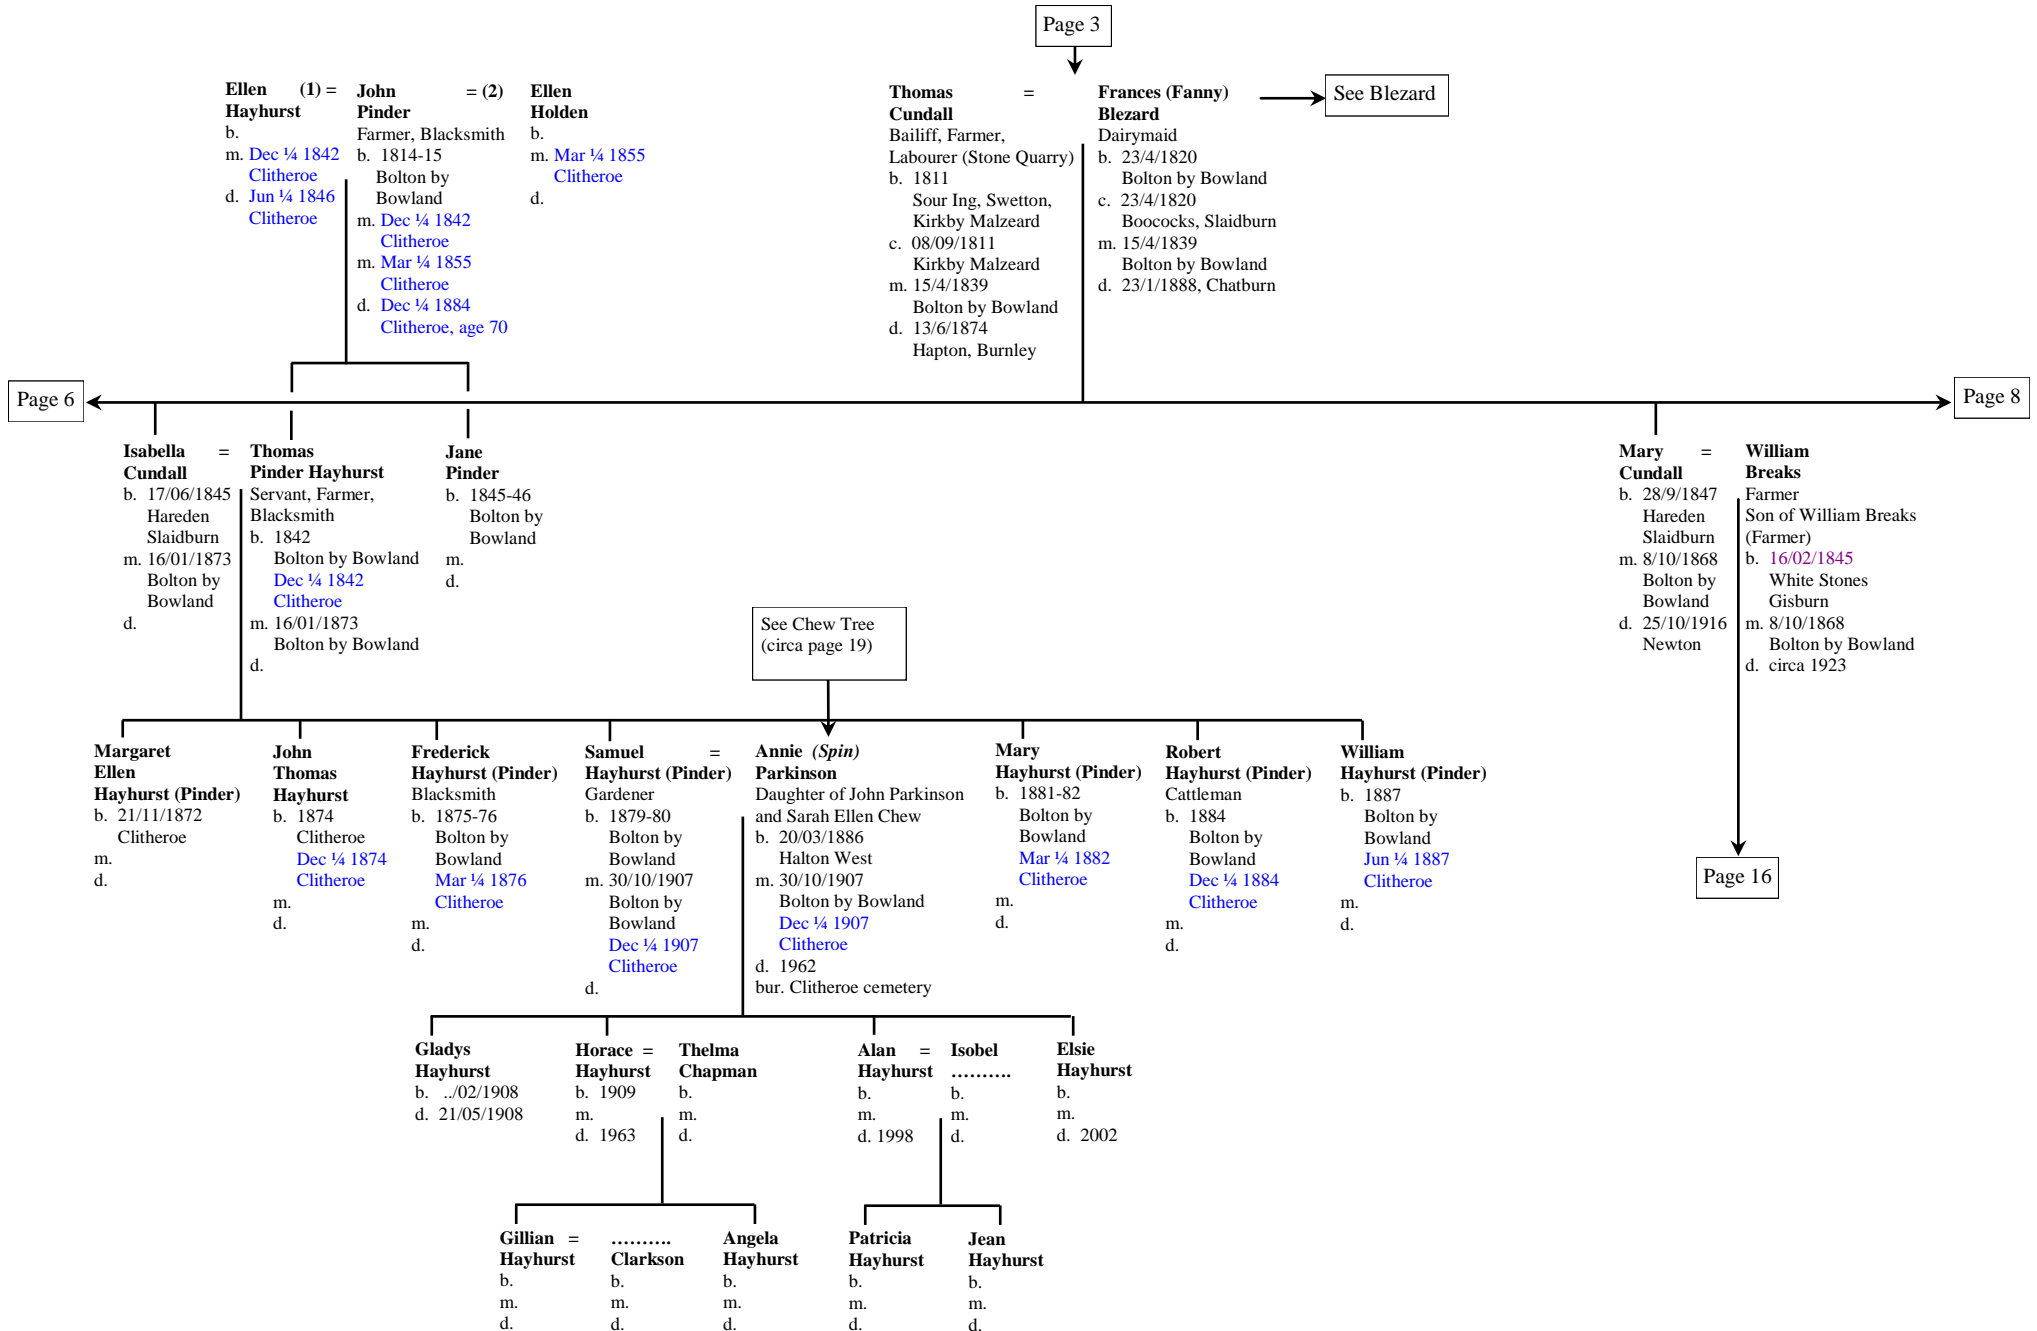 Page 3
Ellen (1) =
Hayhurst
b.
m. Dec ¼ 1842
Clitheroe
d. Jun ¼ 1846
Clitheroe
John = (2)
Pinder
Farmer, Blacksmith
b. 1814-15
Bolton by
Bowland
m. Dec ¼ 1842
Clitheroe
m. Mar ¼ 1855
Clitheroe
d. Dec ¼ 1884
Clitheroe, age 70
Ellen
Holden
b.
m. Mar ¼ 1855
Clitheroe
d.
Thomas =
Cundall
Bailiff, Farmer,
Labourer (Stone Quarry)
b. 1811
Sour Ing, Swetton,
Kirkby Malzeard
c. 08/09/1811
Kirkby Malzeard
m. 15/4/1839
Bolton by Bowland
d. 13/6/1874
Hapton, Burnley
Frances (Fanny)
Blezard
Dairymaid
b. 23/4/1820
Bolton by Bowland
c. 23/4/1820
Boococks, Slaidburn
m. 15/4/1839
Bolton by Bowland
d. 23/1/1888, Chatburn
See Blezard
Page 6
Page 8
Isabella =
Cundall
b. 17/06/1845
Hareden
Slaidburn
m. 16/01/1873
Bolton by
Bowland
d.
Thomas
Pinder Hayhurst
Servant, Farmer,
Blacksmith
b. 1842
Bolton by Bowland
Dec ¼ 1842
Clitheroe
m. 16/01/1873
Bolton by Bowland
d.
Jane
Pinder
b. 1845-46
Bolton by
Bowland
m.
d.
Mary =
Cundall
b. 28/9/1847
Hareden
Slaidburn
m. 8/10/1868
Bolton by
Bowland
d. 25/10/1916
Newton
William
Breaks
Farmer
Son of William Breaks
(Farmer)
b. 16/02/1845
White Stones
Gisburn
m. 8/10/1868
Bolton by Bowland
d. circa 1923
See Chew Tree
(circa page 19)
Margaret
Ellen
Hayhurst (Pinder)
b. 21/11/1872
Clitheroe
m.
d.
John
Thomas
Hayhurst
b. 1874
Clitheroe
Dec ¼ 1874
Clitheroe
m.
d.
Frederick
Hayhurst (Pinder)
Blacksmith
b. 1875-76
Bolton by
Bowland
Mar ¼ 1876
Clitheroe
m.
d.
Samuel =
Hayhurst (Pinder)
Gardener
b. 1879-80
Bolton by
Bowland
m. 30/10/1907
Bolton by
Bowland
Dec ¼ 1907
Clitheroe
d.
Annie (Spin)
Parkinson
Daughter of John Parkinson
and Sarah Ellen Chew
b. 20/03/1886
Halton West
m. 30/10/1907
Bolton by Bowland
Dec ¼ 1907
Clitheroe
d. 1962
bur. Clitheroe cemetery
Mary
Hayhurst (Pinder)
b. 1881-82
Bolton by
Bowland
Mar ¼ 1882
Clitheroe
m.
d.
Robert
Hayhurst (Pinder)
Cattleman
b. 1884
Bolton by
Bowland
Dec ¼ 1884
Clitheroe
m.
d.
William
Hayhurst (Pinder)
b. 1887
Bolton by
Bowland
Jun ¼ 1887
Clitheroe
m.
d.
Page 16
Gladys
Hayhurst
b. ../02/1908
d. 21/05/1908
Horace =
Hayhurst
b. 1909
m.
d. 1963
Thelma
Chapman
b.
m.
d.
Alan =
Hayhurst
b.
m.
d. 1998
Isobel
……….
b.
m.
d.
Elsie
Hayhurst
b.
m.
d. 2002
Gillian =
Hayhurst
b.
m.
d.
……….
Clarkson
b.
m.
d.
Angela
Hayhurst
b.
m.
d.
Patricia
Hayhurst
b.
m.
d.
Jean
Hayhurst
b.
m.
d.